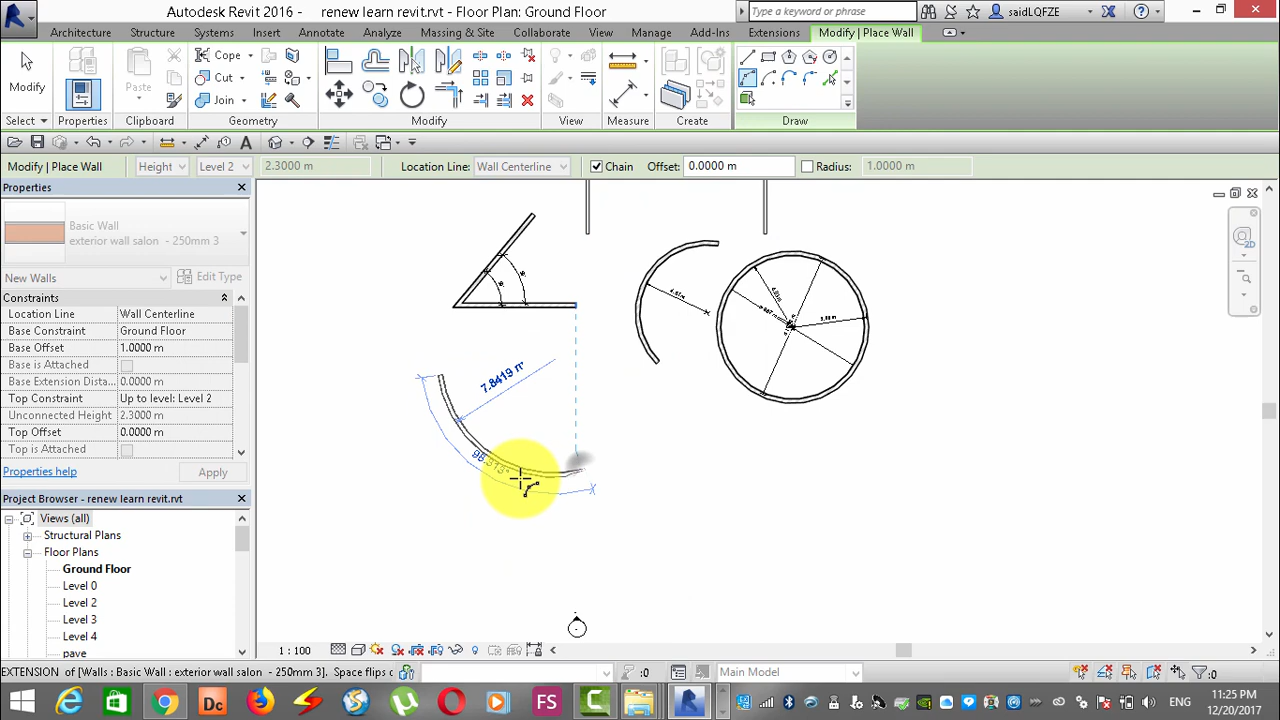 Autodesk Revit 2016 - renew learn revit.rvt - Floor Plan: Ground Floor
Type a keyword or phrase
saidLQFZE
Architecture Structure Systems Insert Annotate Analyze Massing & Site Collaborate View Manage Add-Ins Extensions Modify | Place Wall
Modify
Properties
Paste
Cope
Cut
Join
Select Properties Clipboard Geometry Modify View Measure Create Draw
Modify | Place Wall Height Level 2 2.3000 m Location Line: Wall Centerline Chain Offset: 0.0000 m Radius: 1.0000 m
Properties
Basic Wall
exterior wall salon - 250mm 3
New Walls Edit Type
Constraints
Location Line Wall Centerline
Base Constraint Ground Floor
Base Offset 1.0000 m
Base is Attached
Base Extension Dista... 0.0000 m
Top Constraint Up to level: Level 2
Unconnected Height 2.3000 m
Top Offset 0.0000 m
Top is Attached
Properties help Apply
Project Browser - renew learn revit.rvt
Views (all)
Structural Plans
Floor Plans
Ground Floor
Level 0
Level 2
Level 3
Level 4
pave
7.8419 m
98.313°
2D
1 : 100
EXTENSION of [Walls : Basic Wall : exterior wall salon - 250mm 3], Space flips c
:0 Main Model :0
Dc FS
ENG
11:25 PM
12/20/2017